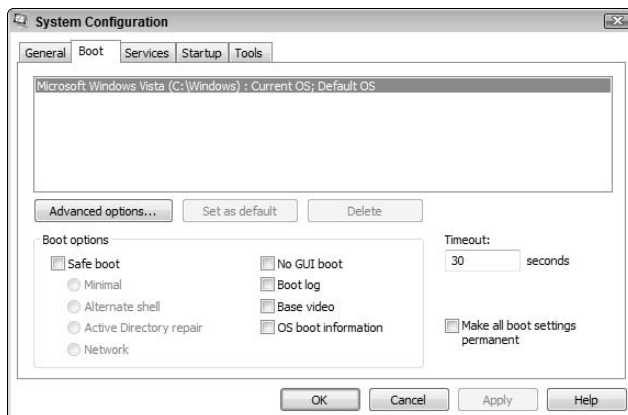 System Configuration
General Boot Services Startup Tools
Microsoft Windows Vista (C:\Windows) : Current OS; Default OS
Advanced options... Set as default Delete
Boot options
Safe boot
Minimal
Alternate shell
Active Directory repair
Network
No GUI boot
Boot log
Base video
OS boot information
Timeout:
30 seconds
Make all boot settings
permanent
OK Cancel Apply Help